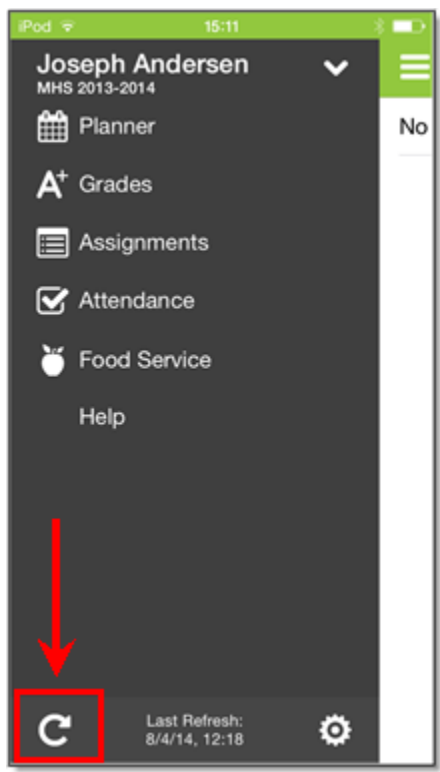 iPod 15:11
Joseph Andersen
MHS 2013-2014
Planner
No
A+ Grades
Assignments
Attendance
Food Service
Help
Last Refresh:
8/4/14, 12:18